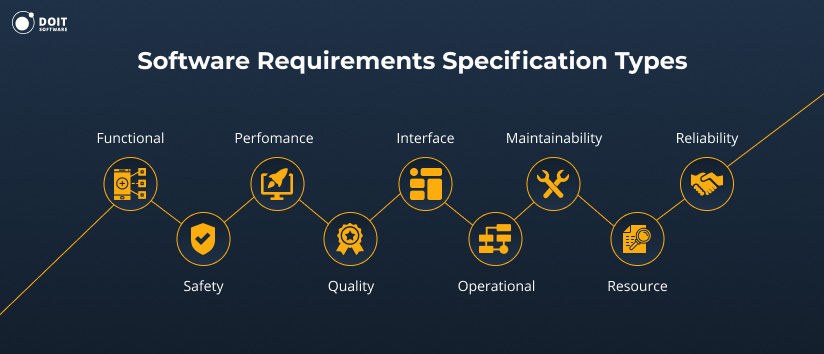 DOIT
SOFTWARE
Software Requirements Specification Types
Functional
Perfomance
Interface
Maintainability
Reliability
Safety
Quality
Operational
Resource